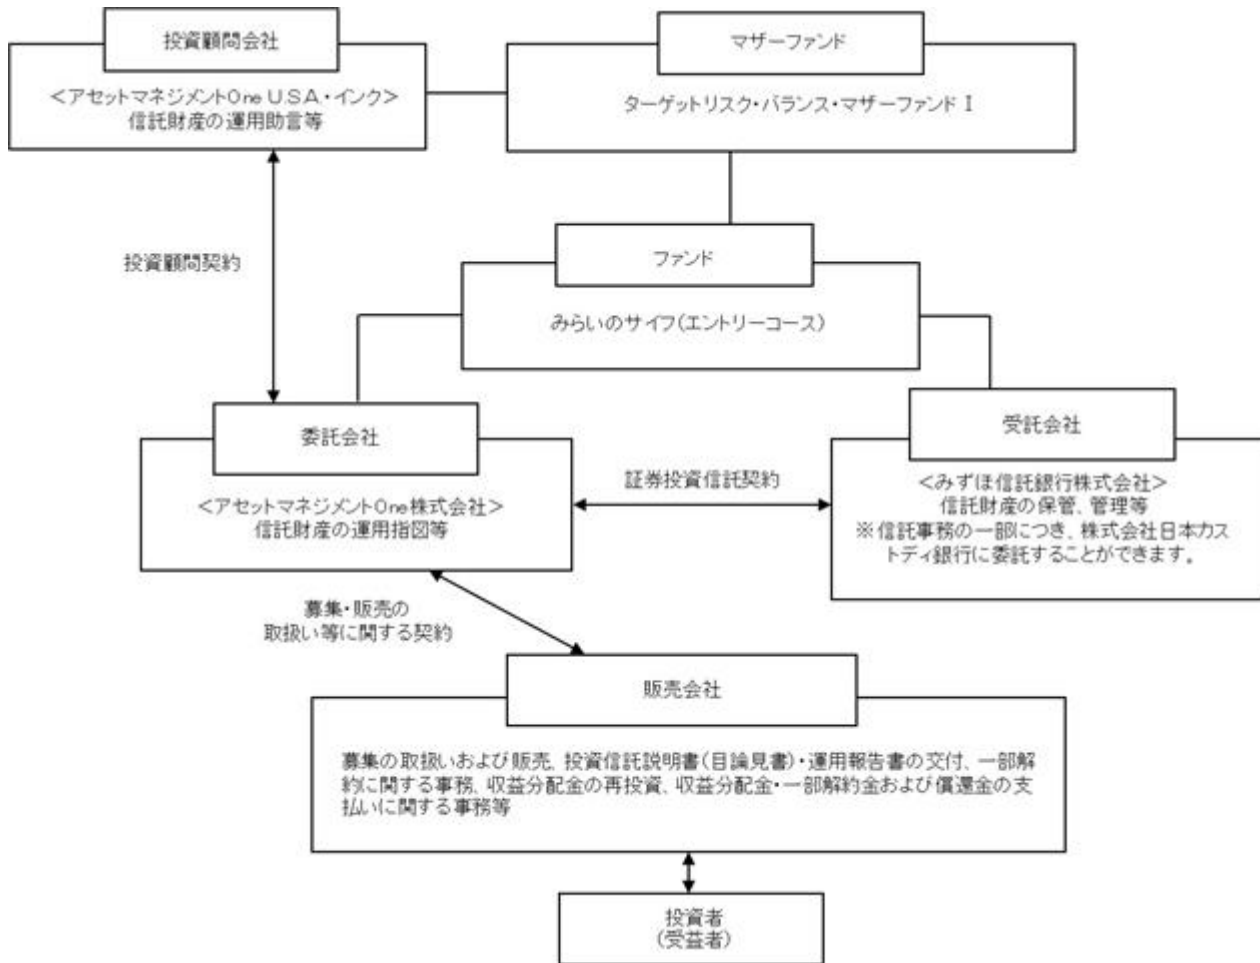 投資顧問会社
＜アセットマネジメントOne U.S.A.・インク＞
信託財産の運用助言等
マザーファンド
ターゲットリスク・バランス・マザーファンドⅠ
投資顧問契約
ファンド
みらいのサイフ(エントリーコース)
委託会社
＜アセットマネジメントOne株式会社＞
信託財産の運用指図等
証券投資信託契約
受託会社
＜みずほ信託銀行株式会社＞
信託財産の保管、管理等
※信託事務の一部につき、株式会社日本カス
トディ銀行に委託することができます。
募集・販売の
取扱い等に関する契約
販売会社
募集の取扱いおよび販売、投資信託説明書(目論見書)・運用報告書の交付、一部解
約に関する事務、収益分配金の再投資、収益分配金・一部解約金および償還金の支
払いに関する事務等
投資者
(受益者)